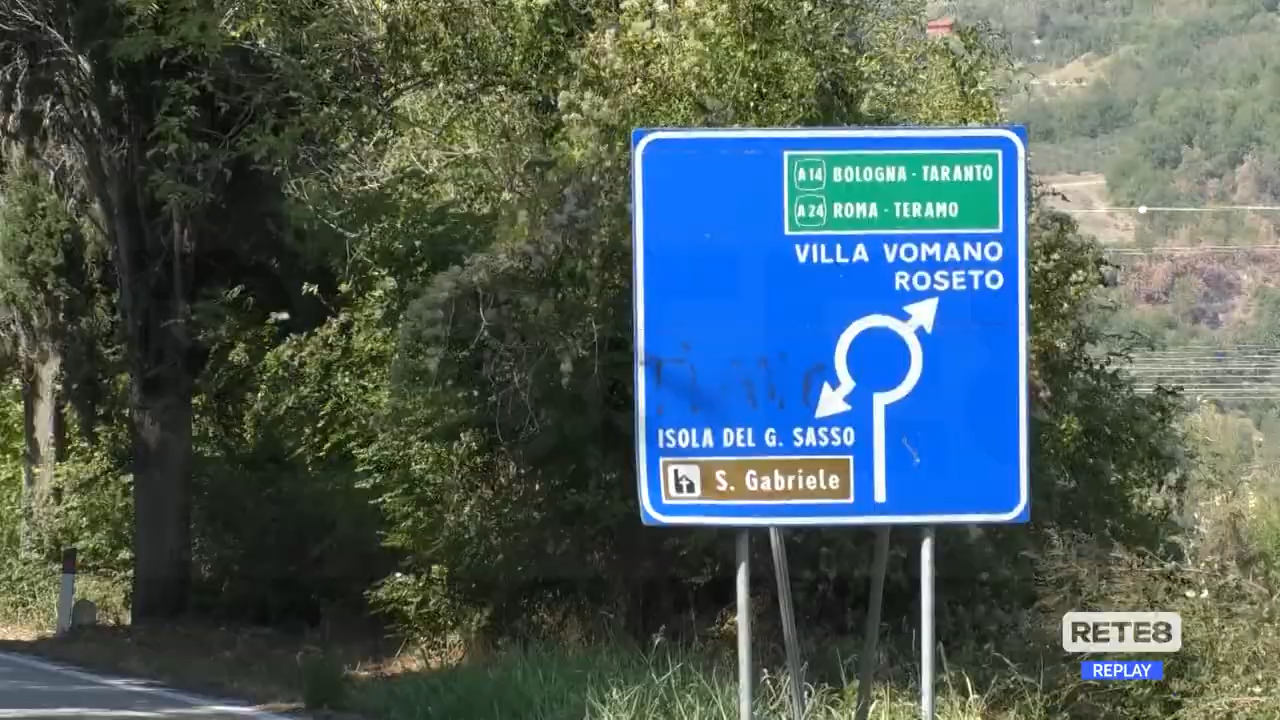 A14 BOLOGNA - TARANTO
A24 ROMA - TERAMO
VILLA VOMANO
ROSETO
ISOLA DEL G. SASSO
S. Gabriele
RETE8
REPLAY